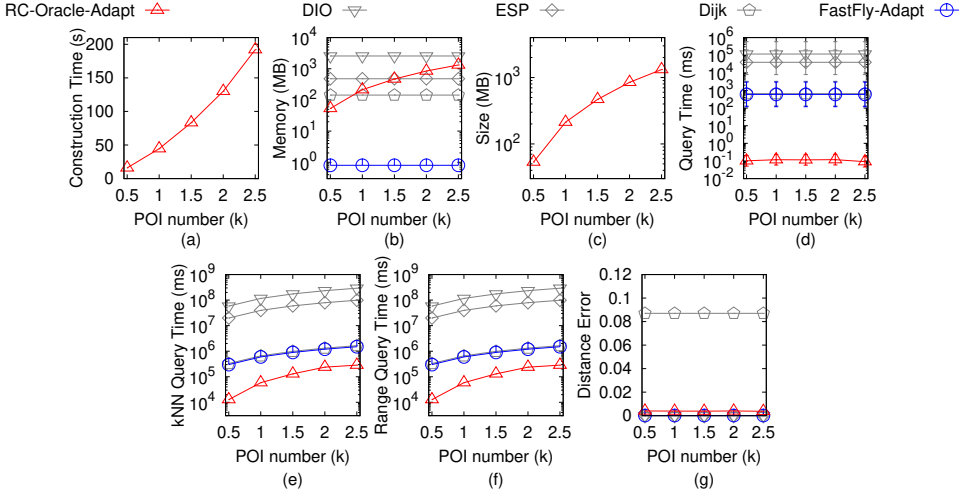 RC-Oracle-Adapt DIO ESP Dijk FastFly-Adapt
Construction Time (s)
200
150
100
50
0
0.5 1 1.5 2 2.5
POI number (k)
(a)
Memory (MB)
10^4
10^3
10^2
10^1
10^0
0.5 1 1.5 2 2.5
POI number (k)
(b)
Size (MB)
10^3
10^2
0.5 1 1.5 2 2.5
POI number (k)
(c)
Query Time (ms)
10^6
10^5
10^4
10^3
10^2
10^1
10^0
10^-1
10^-2
0.5 1 1.5 2 2.5
POI number (k)
(d)
kNN Query Time (ms)
10^9
10^8
10^7
10^6
10^5
10^4
0.5 1 1.5 2 2.5
POI number (k)
(e)
Range Query Time (ms)
10^9
10^8
10^7
10^6
10^5
10^4
0.5 1 1.5 2 2.5
POI number (k)
(f)
Distance Error
0.12
0.1
0.08
0.06
0.04
0.02
0
0.5 1 1.5 2 2.5
POI number (k)
(g)